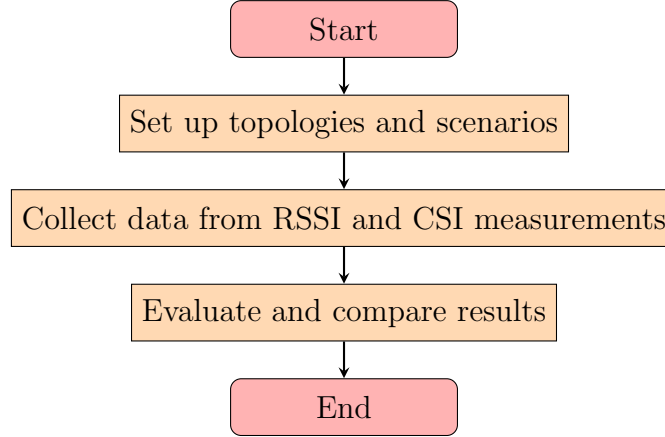 Start
Set up topologies and scenarios
Collect data from RSSI and CSI measurements
Evaluate and compare results
End